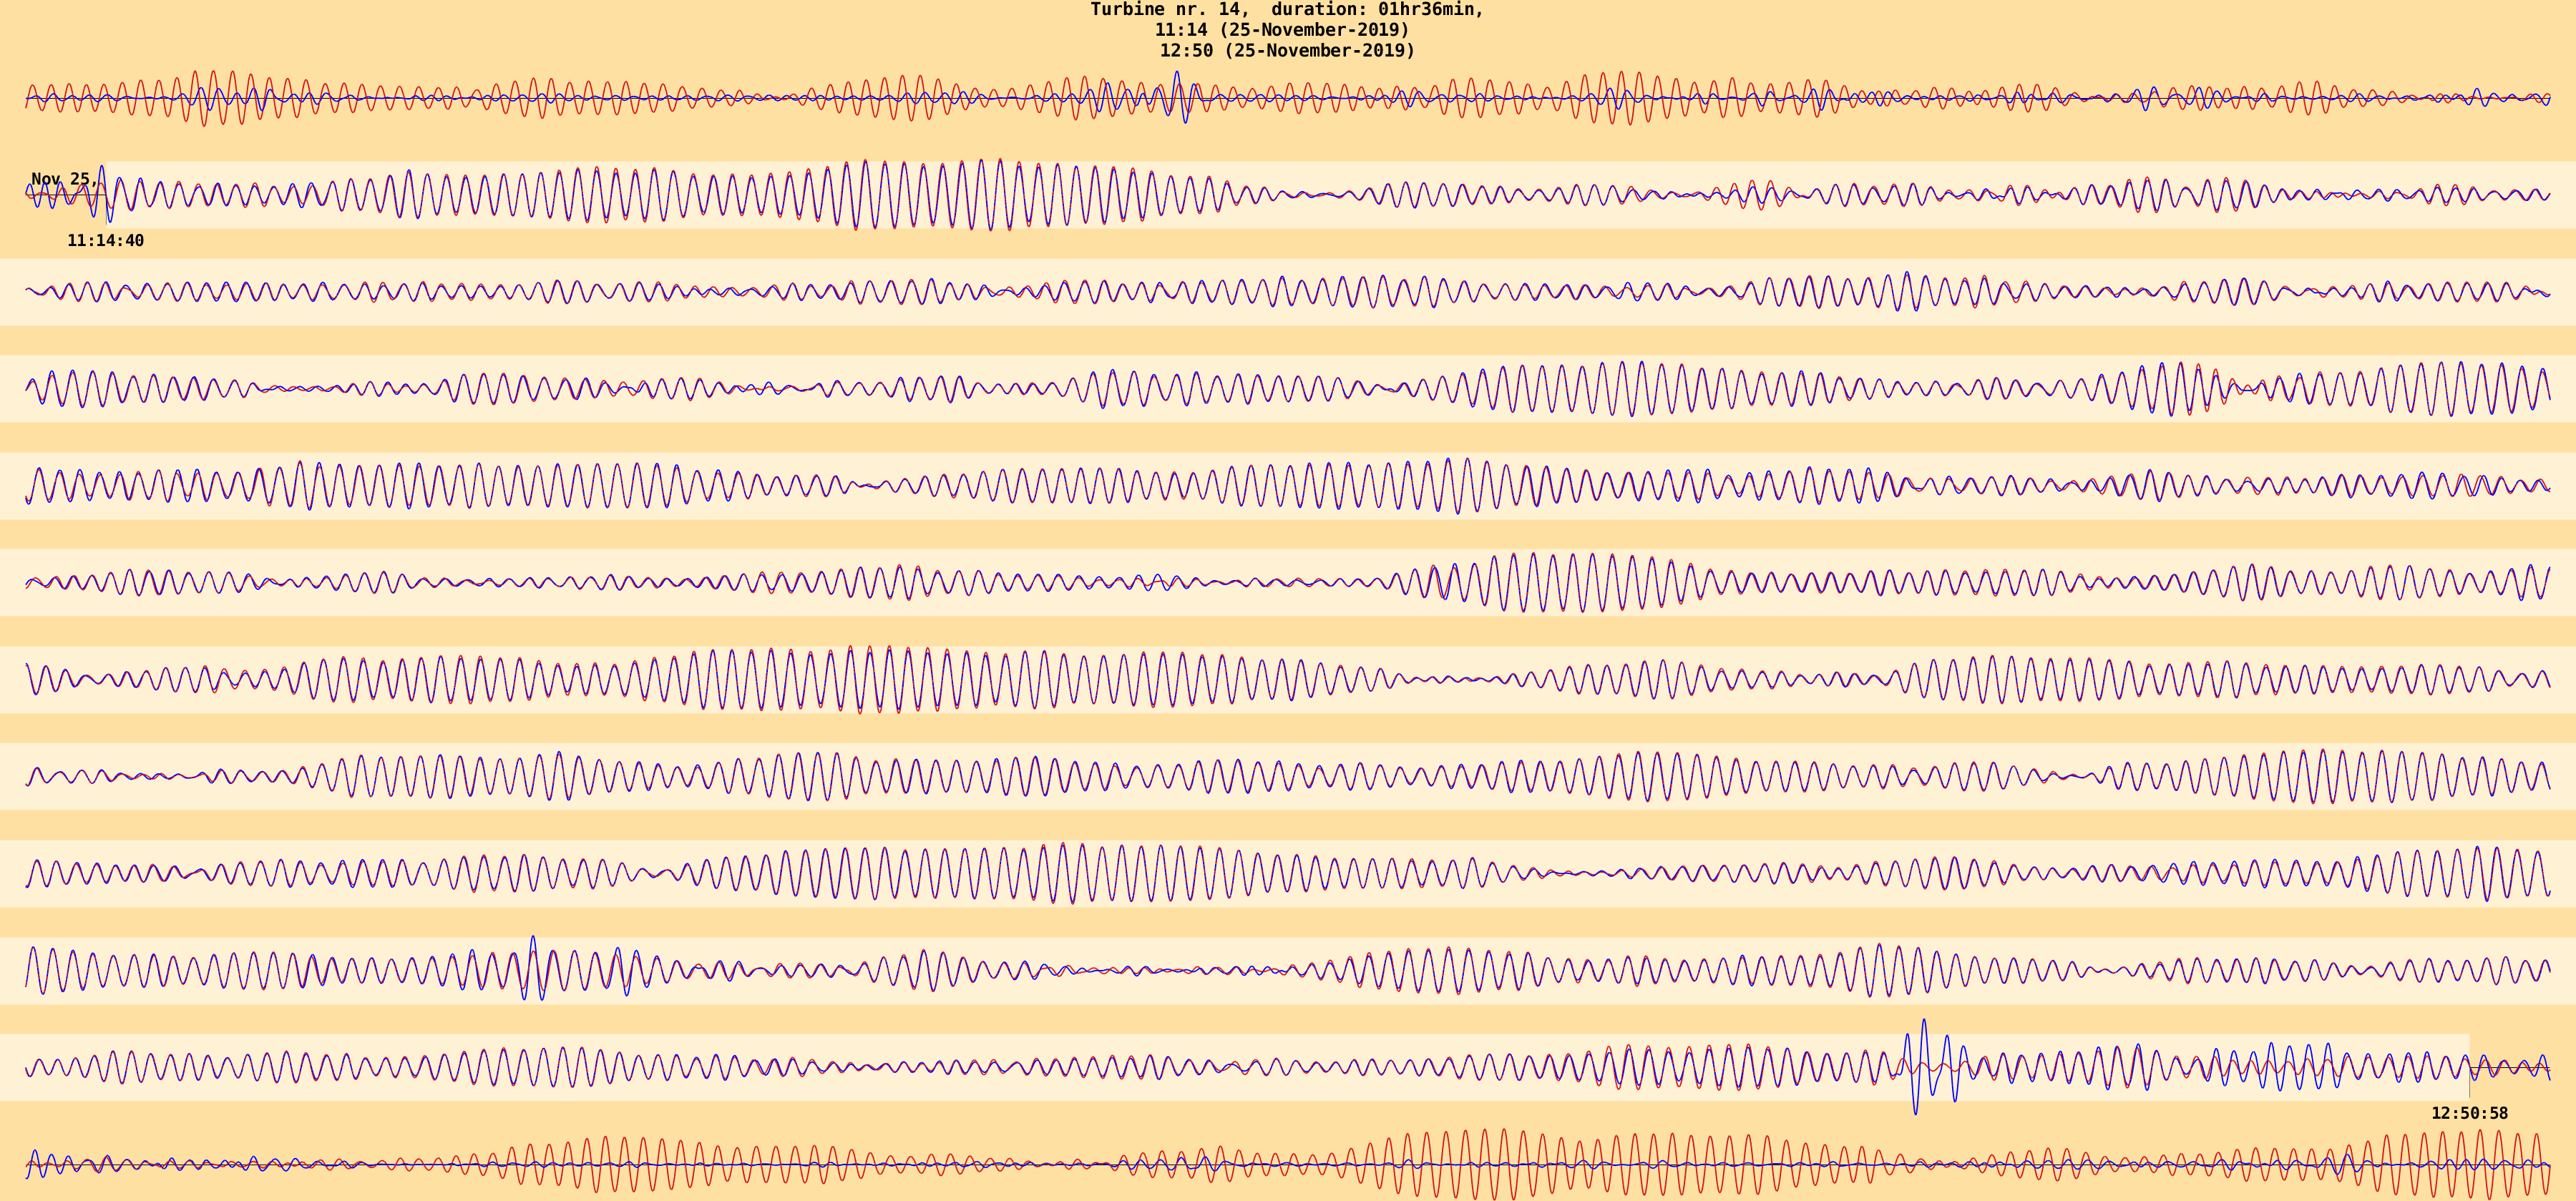 Turbine nr. 14,  duration: 01hr36min,
11:14 (25-November-2019)
12:50 (25-November-2019)
Nov 25,
11:14:40
12:50:58